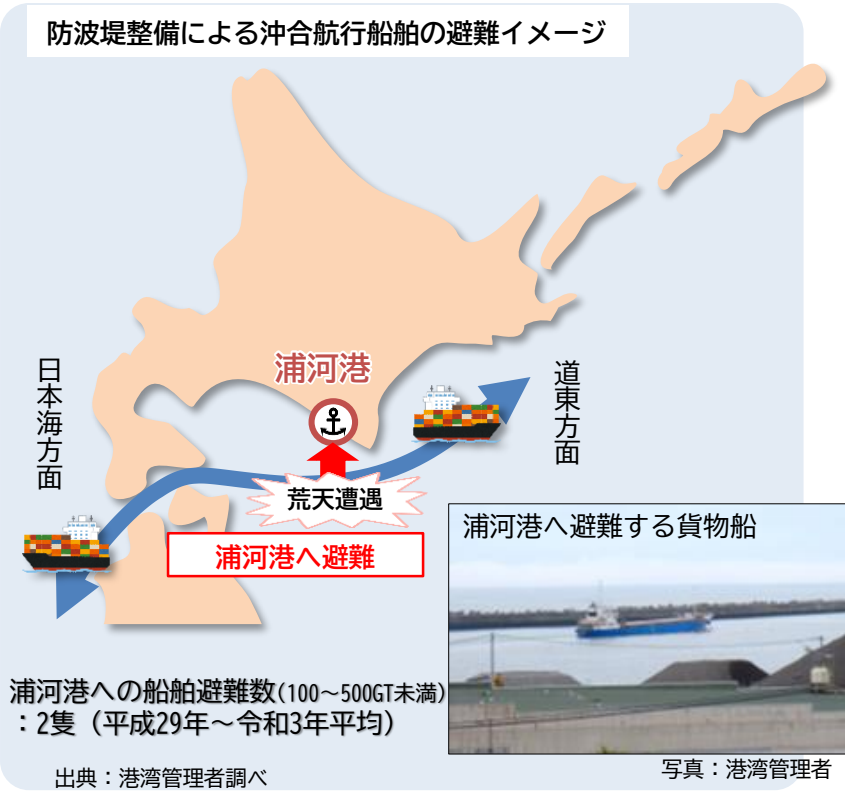 防波堤整備による沖合航行船舶の避難イメージ
浦河港
日本海方面
道東方面
荒天遭遇
浦河港へ避難
浦河港へ避難する貨物船
浦河港への船舶避難数(100～500GT未満)
：2隻（平成29年～令和3年平均）
出典：港湾管理者調べ
写真：港湾管理者